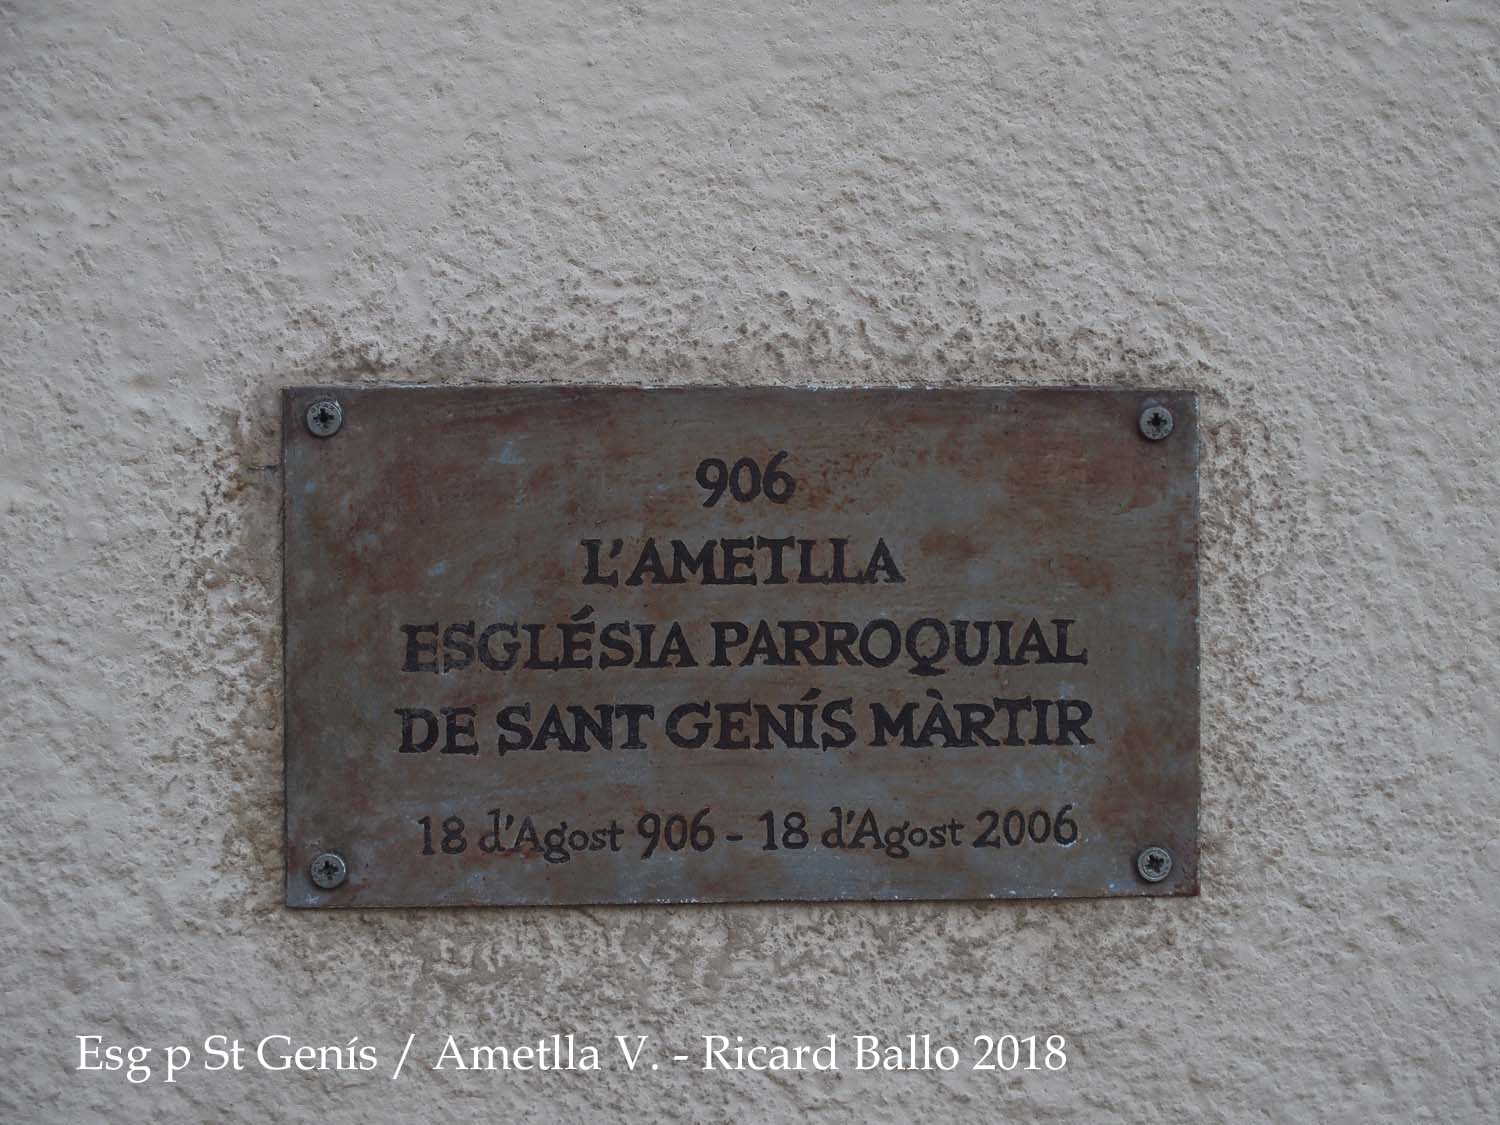 906
L'AMETLLA
ESGLÉSIA PARROQUIAL
DE SANT GENÍS MÀRTIR
18 d'Agost 906 - 18 d'Agost 2006
Esg p St Genís / Ametlla V. - Ricard Ballo 2018